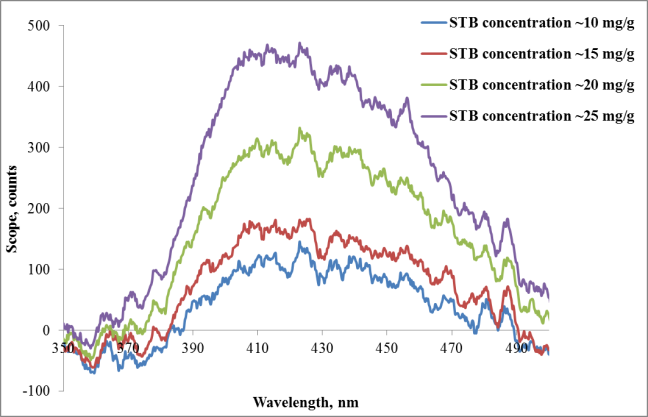 500
400
300
200
100
0
-100
350
370
390
410
430
450
470
490
Scope, counts
Wavelength, nm
STB concentration ~10 mg/g
STB concentration ~15 mg/g
STB concentration ~20 mg/g
STB concentration ~25 mg/g